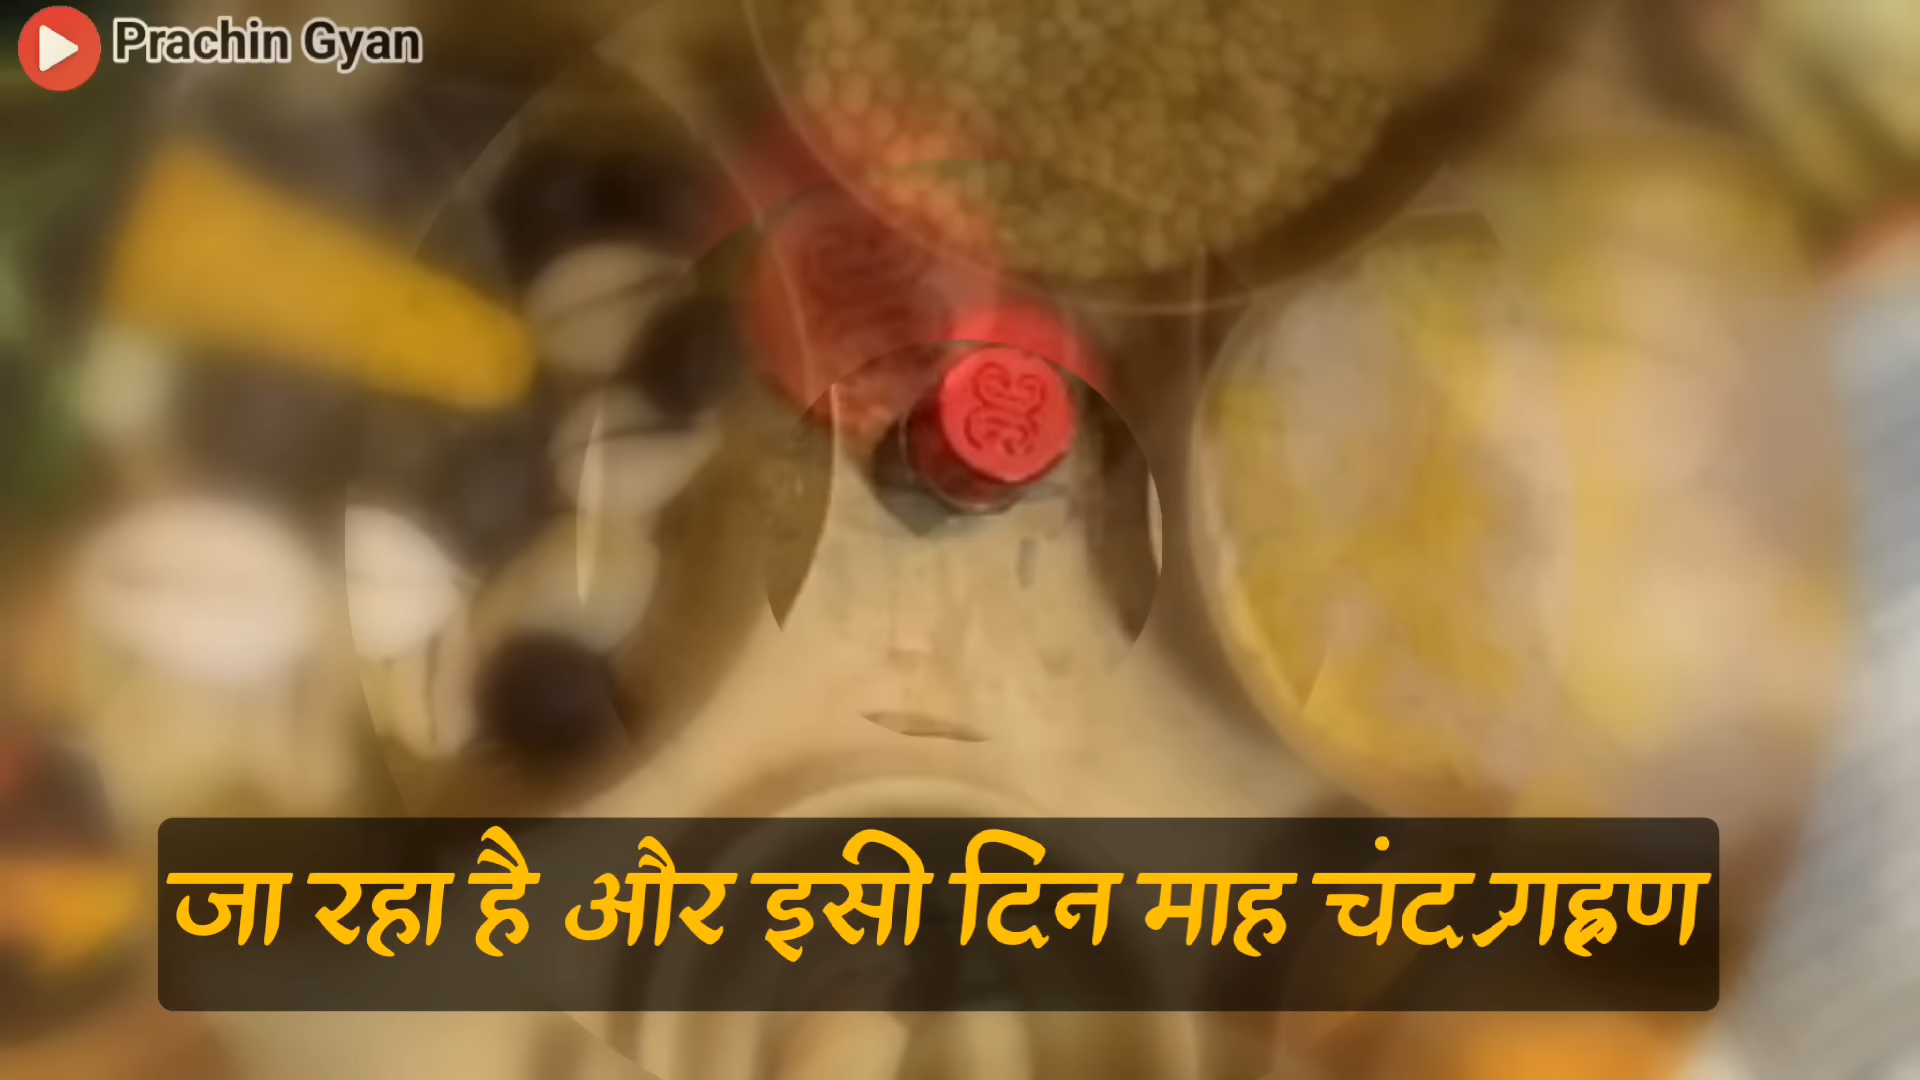 Prachin Gyan
जा रहा है और इसी दिन माह चंद्रग्रहण